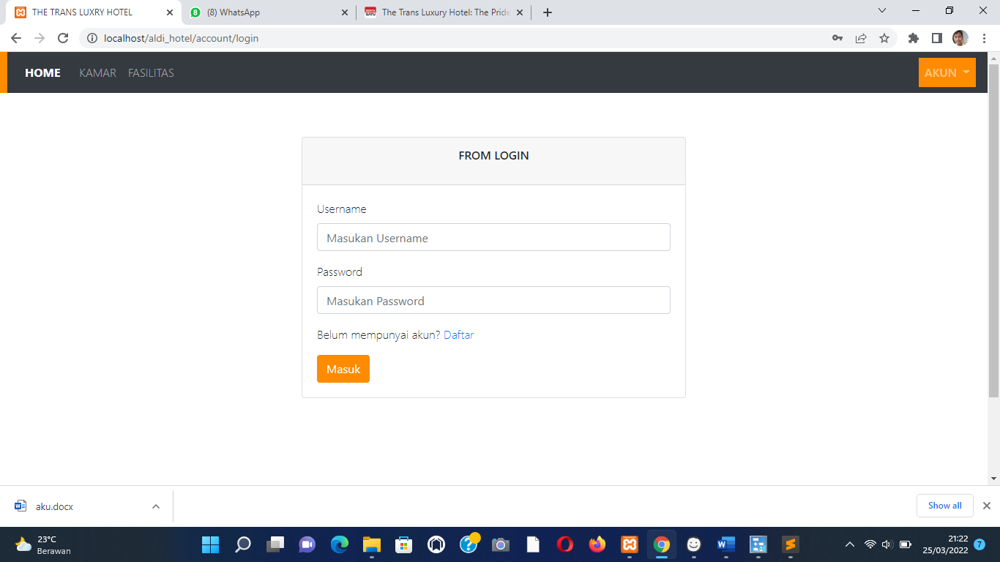 THE TRANS LUXRY HOTEL
(8) WhatsApp
The Trans Luxury Hotel: The Pride
localhost/aldi_hotel/account/login
HOME KAMAR FASILITAS AKUN
FROM LOGIN
Username
Masukan Username
Password
Masukan Password
Belum mempunyai akun? Daftar
Masuk
aku.docx
Show all
23°C
Berawan
21:22
25/03/2022
7